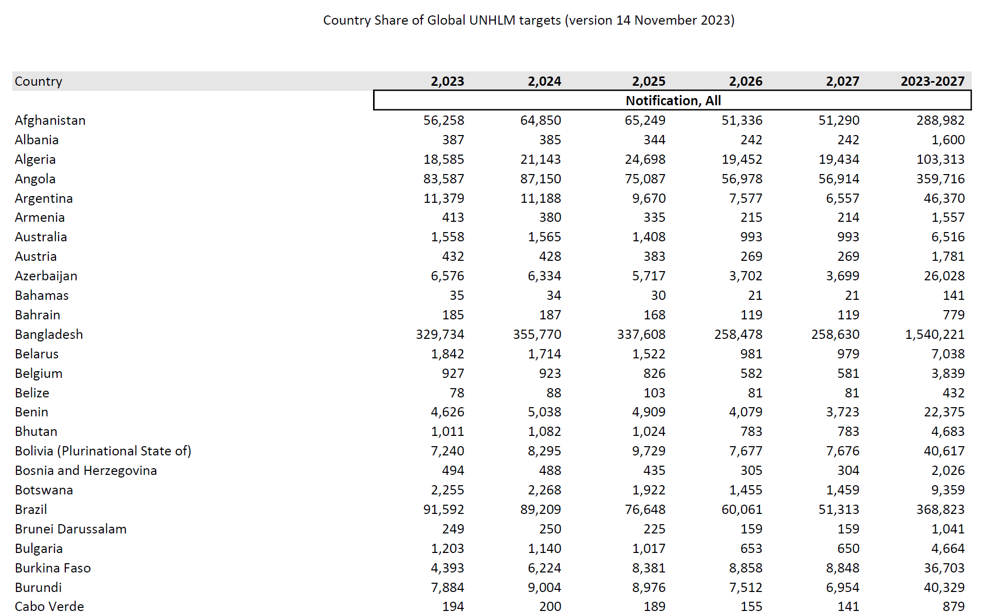 Country Share of Global UNHLM targets (version 14 November 2023)
Country 2,023 2,024 2,025 2,026 2,027 2023-2027
Notification, All
Afghanistan 56,258 64,850 65,249 51,336 51,290 288,982
Albania 387 385 344 242 242 1,600
Algeria 18,585 21,143 24,698 19,452 19,434 103,313
Angola 83,587 87,150 75,087 56,978 56,914 359,716
Argentina 11,379 11,188 9,670 7,577 6,557 46,370
Armenia 413 380 335 215 214 1,557
Australia 1,558 1,565 1,408 993 993 6,516
Austria 432 428 383 269 269 1,781
Azerbaijan 6,576 6,334 5,717 3,702 3,699 26,028
Bahamas 35 34 30 21 21 141
Bahrain 185 187 168 119 119 779
Bangladesh 329,734 355,770 337,608 258,478 258,630 1,540,221
Belarus 1,842 1,714 1,522 981 979 7,038
Belgium 927 923 826 582 581 3,839
Belize 78 88 103 81 81 432
Benin 4,626 5,038 4,909 4,079 3,723 22,375
Bhutan 1,011 1,082 1,024 783 783 4,683
Bolivia (Plurinational State of) 7,240 8,295 9,729 7,677 7,676 40,617
Bosnia and Herzegovina 494 488 435 305 304 2,026
Botswana 2,255 2,268 1,922 1,455 1,459 9,359
Brazil 91,592 89,209 76,648 60,061 51,313 368,823
Brunei Darussalam 249 250 225 159 159 1,041
Bulgaria 1,203 1,140 1,017 653 650 4,664
Burkina Faso 4,393 6,224 8,381 8,858 8,848 36,703
Burundi 7,884 9,004 8,976 7,512 6,954 40,329
Cabo Verde 194 200 189 155 141 879